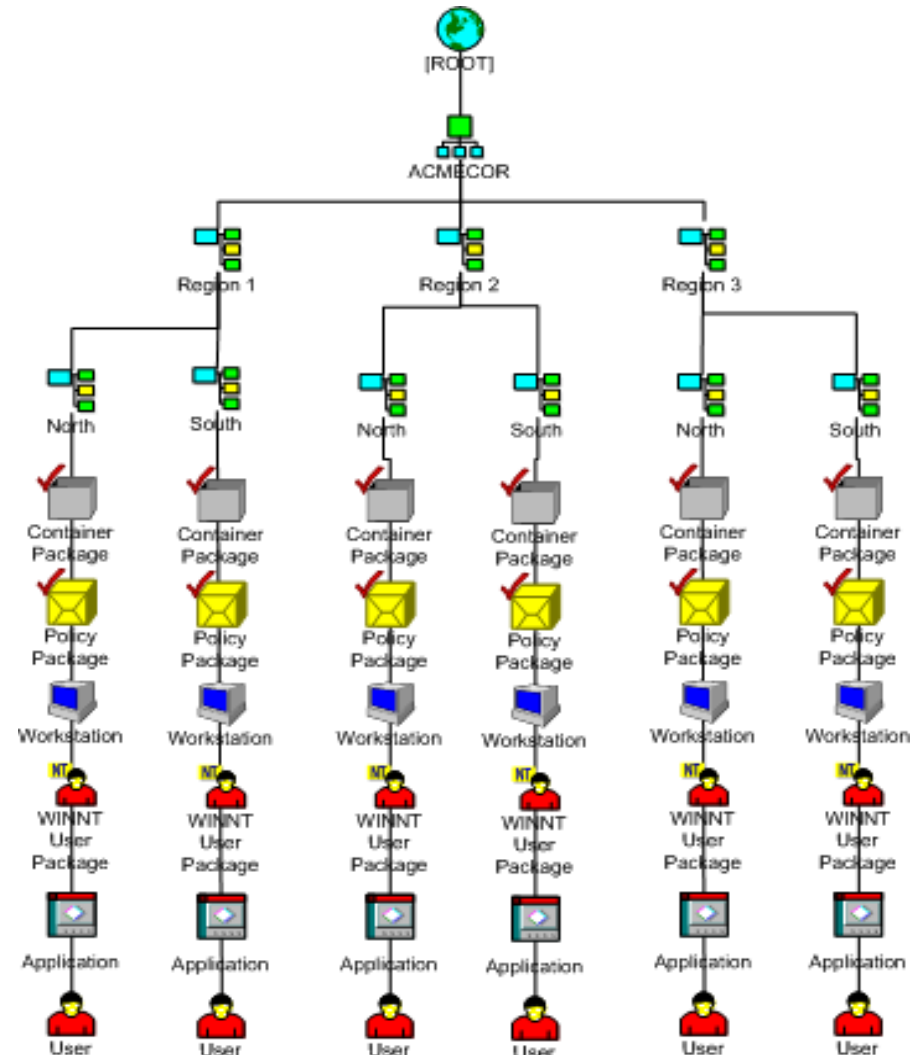 [ROOT]
ACMECOR
Region 1
Region 2
Region 3
North
South
North
South
North
South
Container
Package
Container
Package
Container
Package
Container
Package
Container
Package
Container
Package
Policy
Package
Policy
Package
Policy
Package
Policy
Package
Policy
Package
Policy
Package
Workstation
Workstation
Workstation
Workstation
Workstation
Workstation
NT
WINNT
User
Package
NT
WINNT
User
Package
NT
WINNT
User
Package
NT
WINNT
User
Package
NT
WINNT
User
Package
NT
WINNT
User
Package
Application
Application
Application
Application
Application
Application
User
User
User
User
User
User